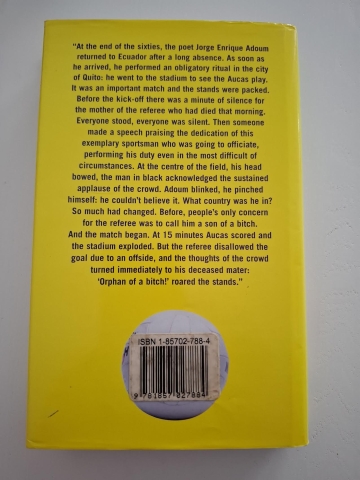 "At the end of the sixties, the poet Jorge Enrique Adoum
returned to Ecuador after a long absence. As soon as
he arrived, he performed an obligatory ritual in the city
of Quito: he went to the stadium to see the Aucas play.
It was an important match and the stands were packed.
Before the kick-off there was a minute of silence for
the mother of the referee who had died that morning.
Everyone stood, everyone was silent. Then someone
made a speech praising the dedication of this
exemplary sportsman who was going to officiate,
performing his duty even in the most difficult of
circumstances. At the centre of the field, his head
bowed, the man in black acknowledged the sustained
applause of the crowd. Adoum blinked, he pinched
himself: he couldn't believe it. What country was he in?
So much had changed. Before, people's only concern
for the referee was to call him a son of a bitch.
And the match began. At 15 minutes Aucas scored and
the stadium exploded. But the referee disallowed the
goal due to an offside, and the thoughts of the crowd
turned immediately to his deceased mater:
'Orphan of a bitch!' roared the stands."
ISBN 1-85702-788-4
9 781857 027884